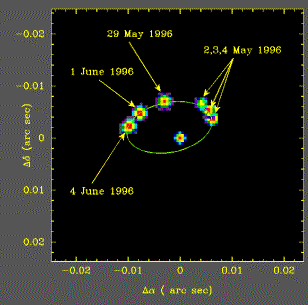 −0.02
29 May 1996
2,3,4 May 1996
1 June 1996
−0.01
0
Δδ ( arc sec)
4 June 1996
0.01
0.02
−0.02 −0.01 0 0.01 0.02
Δα ( arc sec)